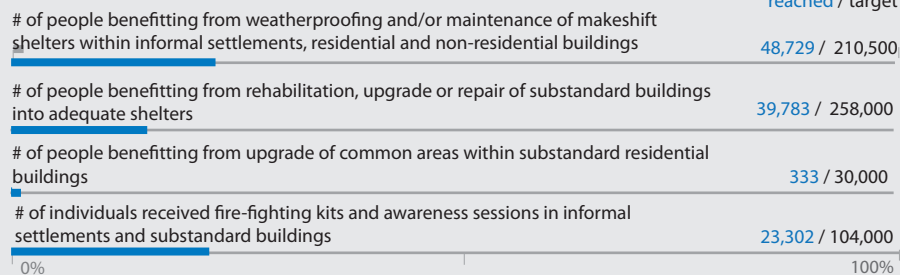 reached / target
# of people benefitting from weatherproofing and/or maintenance of makeshift
shelters within informal settlements, residential and non-residential buildings
48,729 / 210,500
# of people benefitting from rehabilitation, upgrade or repair of substandard buildings
into adequate shelters
39,783 / 258,000
# of people benefitting from upgrade of common areas within substandard residential
buildings
333 / 30,000
# of individuals received fire-fighting kits and awareness sessions in informal
settlements and substandard buildings
23,302 / 104,000
0%
100%